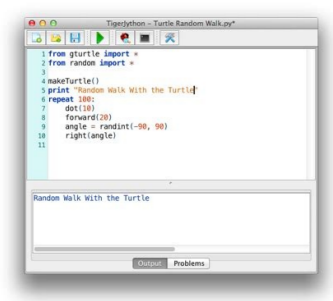 TigerJython - Turtle Random Walk.py*
1 from gturtle import *
2 from random import *
3
4 makeTurtle()
5 print "Random Walk With the Turtle"
6 repeat 100:
7 dot(10)
8 forward(20)
9 angle = randint(-90, 90)
10 right(angle)
11
Random Walk With the Turtle
Output Problems